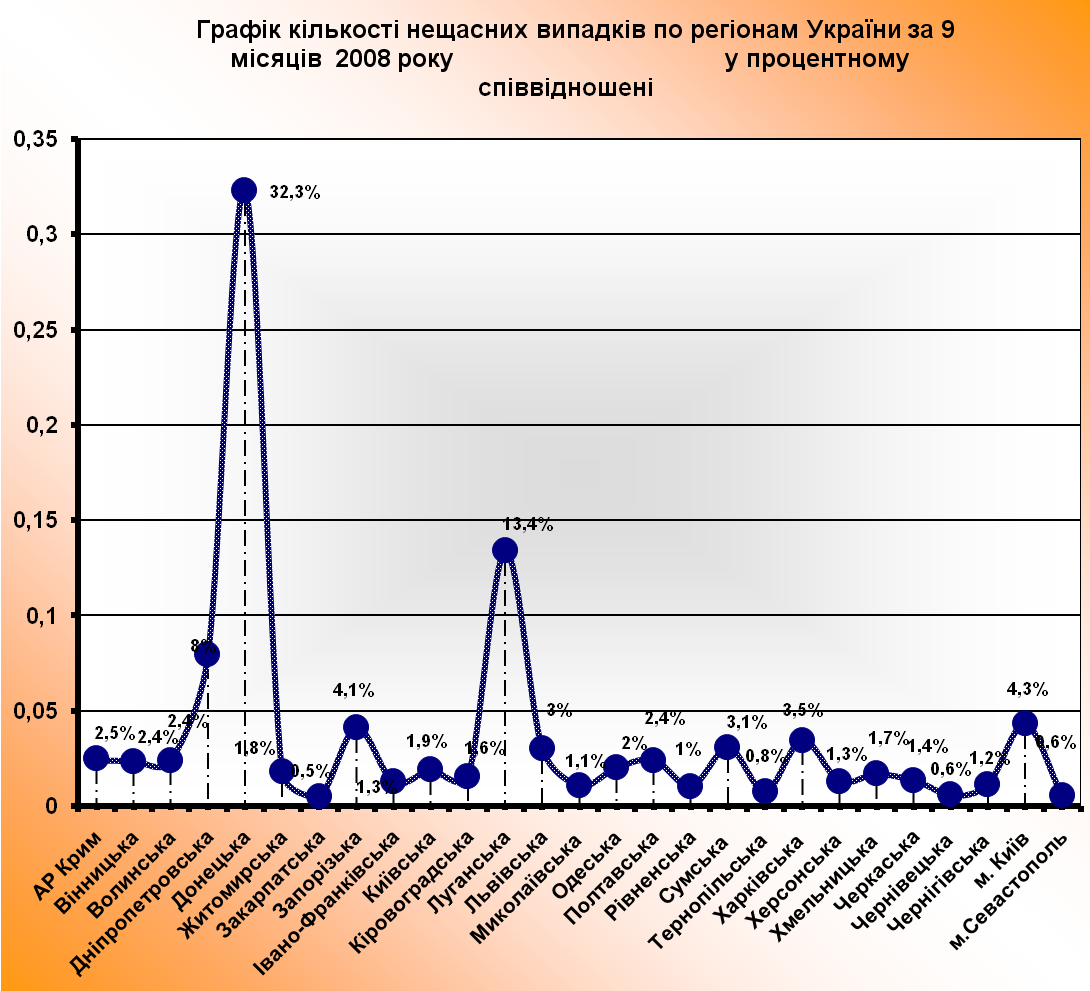 Графік кількості нещасних випадків по регіонам України за 9
місяців 2008 року у процентному
співвідношені
0,35
0,3
0,25
0,2
0,15
0,1
0,05
0
2,5%
2,4%
2,4%
8%
32,3%
1,8%
0,5%
4,1%
1,3%
1,9%
1,6%
13,4%
3%
1,1%
2%
2,4%
1%
3,1%
0,8%
3,5%
1,3%
1,7%
1,4%
0,6%
1,2%
4,3%
0,6%
АР Крим
Вінницька
Волинська
Дніпропетровська
Донецька
Житомирська
Закарпатська
Запорізька
Івано-Франківська
Київська
Кіровоградська
Луганська
Львівська
Миколаївська
Одеська
Полтавська
Рівненська
Сумська
Тернопільська
Харківська
Херсонська
Хмельницька
Черкаська
Чернівецька
Чернігівська
м. Київ
м.Севастополь